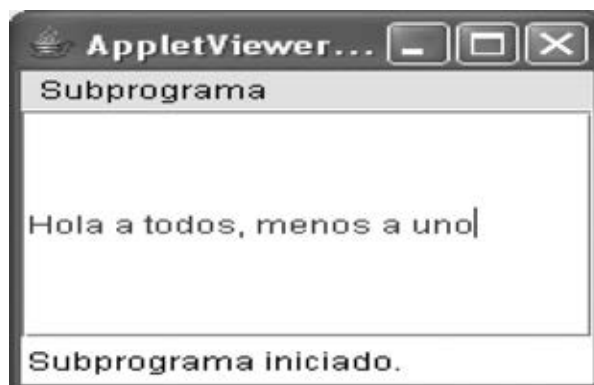 AppletViewer...
Subprograma
Hola a todos, menos a uno
Subprograma iniciado.